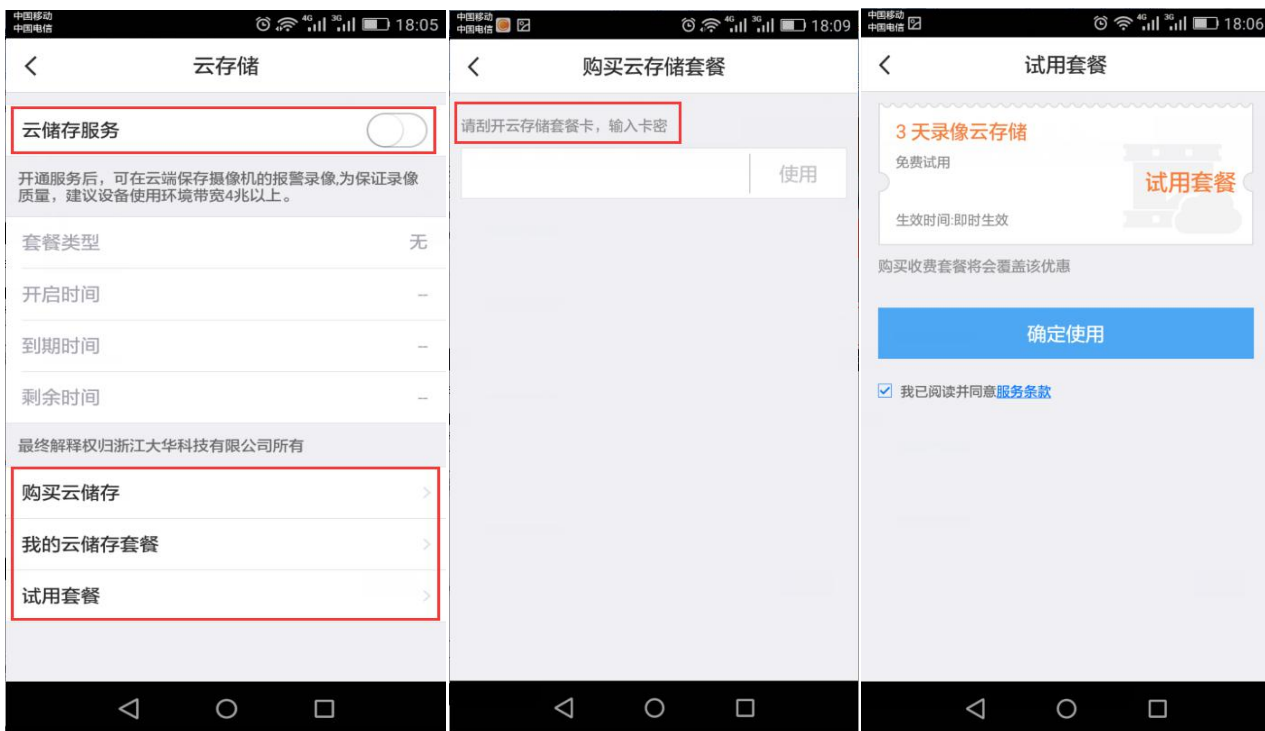 中国移动
中国电信
4G 3G 18:05
云存储
云储存服务
开通服务后，可在云端保存摄像机的报警录像,为保证录像
质量，建议设备使用环境带宽4兆以上。
套餐类型 无
开启时间 --
到期时间 --
剩余时间 --
最终解释权归浙江大华科技有限公司所有
购买云储存
我的云储存套餐
试用套餐
中国移动
中国电信
4G 3G 18:09
购买云存储套餐
请刮开云存储套餐卡，输入卡密
使用
中国移动
中国电信
4G 3G 18:06
试用套餐
3 天录像云存储
免费试用
试用套餐
生效时间:即时生效
购买收费套餐将会覆盖该优惠
确定使用
我已阅读并同意服务条款